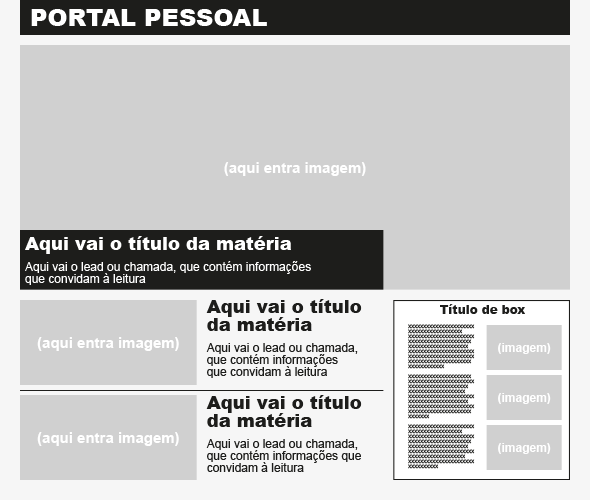 PORTAL PESSOAL
(aqui entra imagem)
Aqui vai o título da matéria
Aqui vai o lead ou chamada, que contém informações
que convidam à leitura
(aqui entra imagem)
Aqui vai o título
da matéria
Aqui vai o lead ou chamada,
que contém informações
que convidam à leitura
(aqui entra imagem)
Aqui vai o título
da matéria
Aqui vai o lead ou chamada,
que contém informações que
convidam à leitura
Título de box
(imagem)
(imagem)
(imagem)